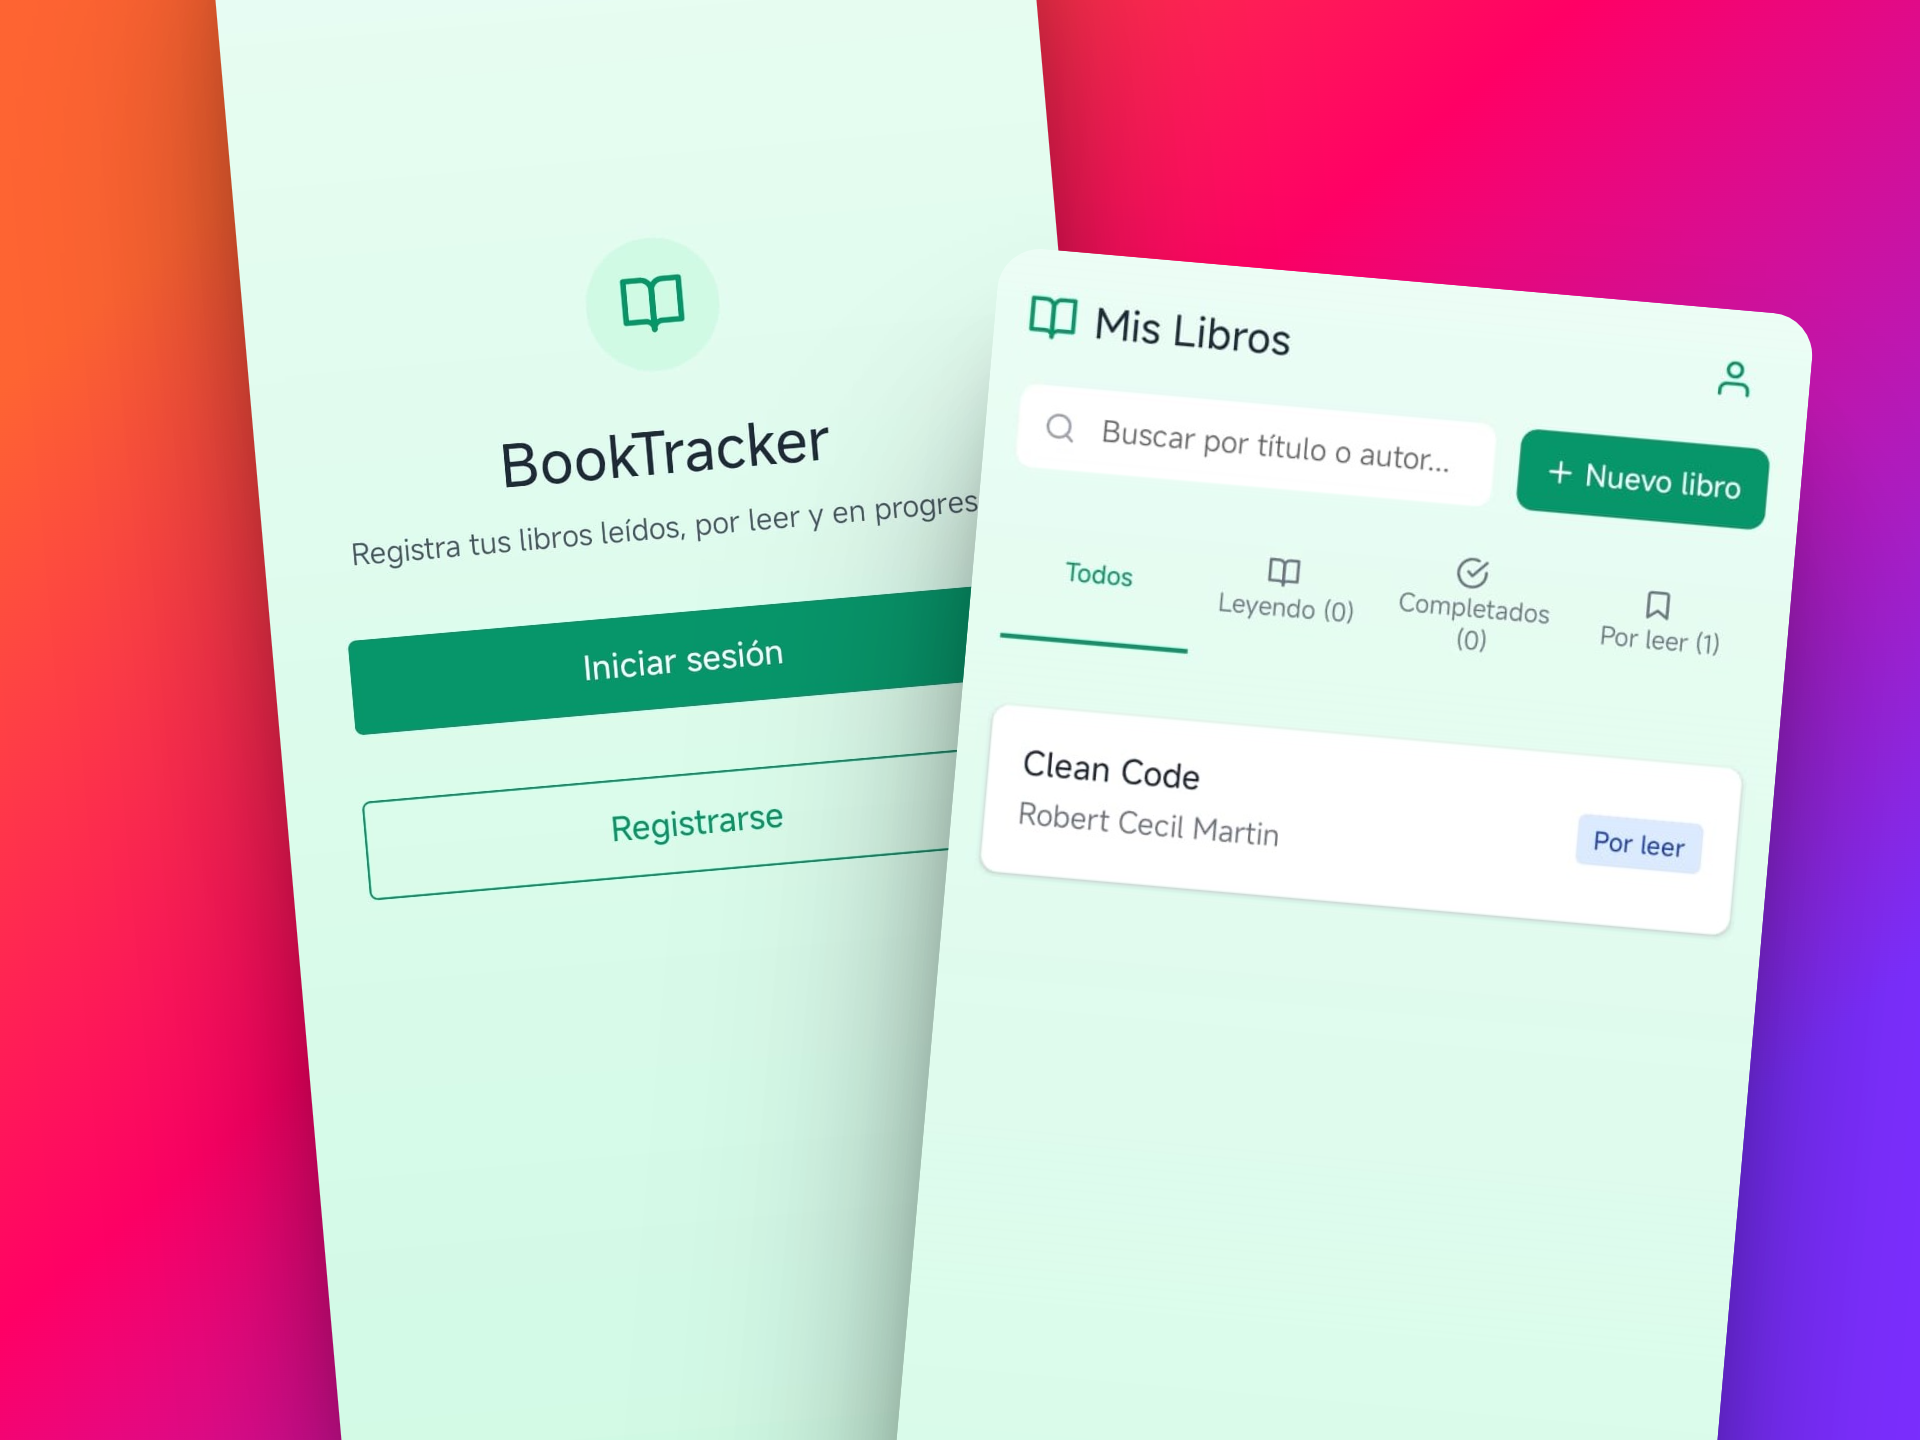 BookTracker
Registra tus libros leídos, por leer y en progres
Iniciar sesión
Registrarse
Mis Libros
Buscar por título o autor...
+ Nuevo libro
Todos
Leyendo (0)
Completados
(0)
Por leer (1)
Clean Code
Robert Cecil Martin
Por leer